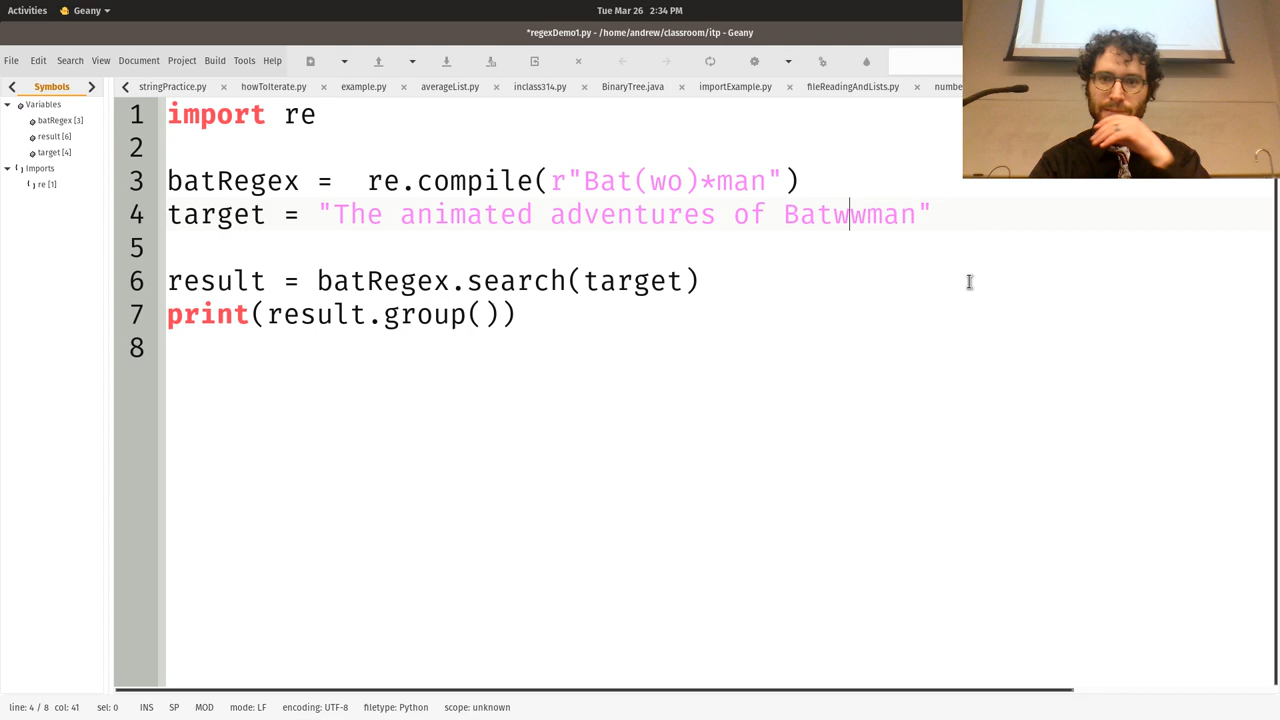 Activities Geany Tue Mar 26 2:34 PM
*regexDemo1.py - /home/andrew/classroom/itp - Geany
File Edit Search View Document Project Build Tools Help
Symbols stringPractice.py howToIterate.py example.py averageList.py inclass314.py BinaryTree.java importExample.py fileReadingAndLists.py numbe
Variables
batRegex [3]
result [6]
target [4]
Imports
re [1]
1 import re
2
3 batRegex =  re.compile(r"Bat(wo)*man")
4 target = "The animated adventures of Batwwman"
5
6 result = batRegex.search(target)
7 print(result.group())
8
line: 4 / 8 col: 41 sel: 0 INS SP MOD mode: LF encoding: UTF-8 filetype: Python scope: unknown